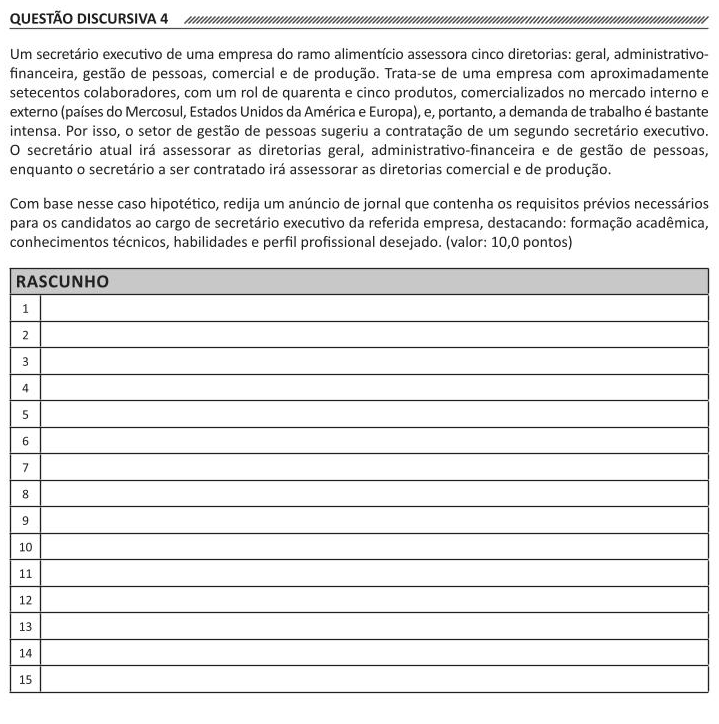 QUESTÃO DISCURSIVA 4
Um secretário executivo de uma empresa do ramo alimentício assessora cinco diretorias: geral, administrativo-
financeira, gestão de pessoas, comercial e de produção. Trata-se de uma empresa com aproximadamente
setecentos colaboradores, com um rol de quarenta e cinco produtos, comercializados no mercado interno e
externo (países do Mercosul, Estados Unidos da América e Europa), e, portanto, a demanda de trabalho é bastante
intensa. Por isso, o setor de gestão de pessoas sugeriu a contratação de um segundo secretário executivo.
O secretário atual irá assessorar as diretorias geral, administrativo-financeira e de gestão de pessoas,
enquanto o secretário a ser contratado irá assessorar as diretorias comercial e de produção.
Com base nesse caso hipotético, redija um anúncio de jornal que contenha os requisitos prévios necessários
para os candidatos ao cargo de secretário executivo da referida empresa, destacando: formação acadêmica,
conhecimentos técnicos, habilidades e perfil profissional desejado. (valor: 10,0 pontos)
RASCUNHO
1
2
3
4
5
6
7
8
9
10
11
12
13
14
15